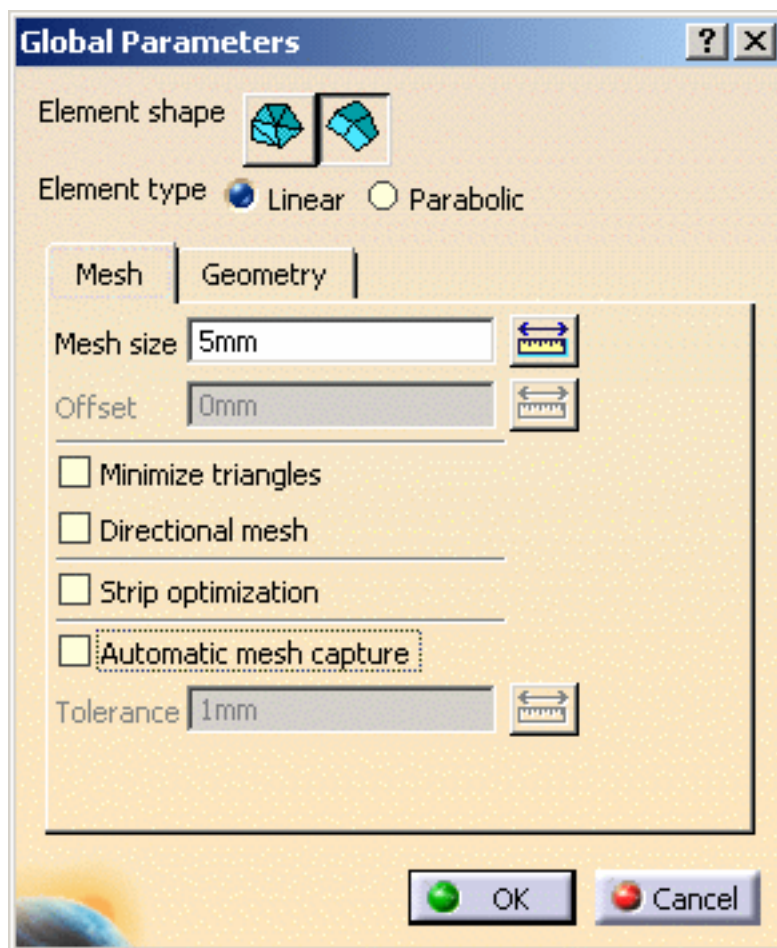 Global Parameters
Element shape
Element type Linear Parabolic
Mesh Geometry
Mesh size 5mm
Offset 0mm
Minimize triangles
Directional mesh
Strip optimization
Automatic mesh capture
Tolerance 1mm
OK Cancel